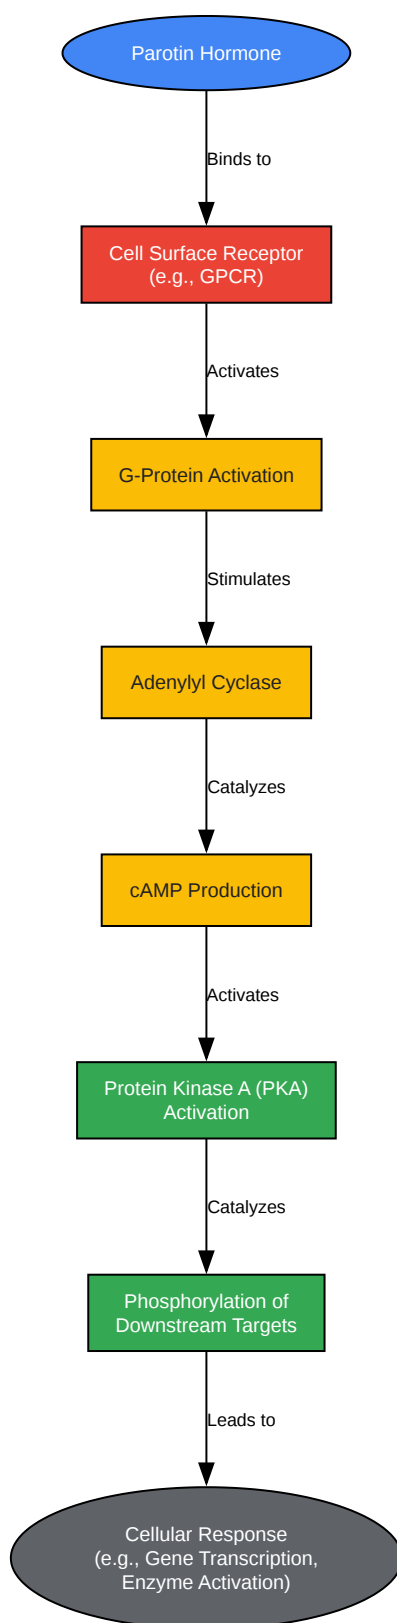 Parotin Hormone
Binds to
Cell Surface Receptor
(e.g., GPCR)
Activates
G-Protein Activation
Stimulates
Adenylyl Cyclase
Catalyzes
cAMP Production
Activates
Protein Kinase A (PKA)
Activation
Catalyzes
Phosphorylation of
Downstream Targets
Leads to
Cellular Response
(e.g., Gene Transcription,
Enzyme Activation)